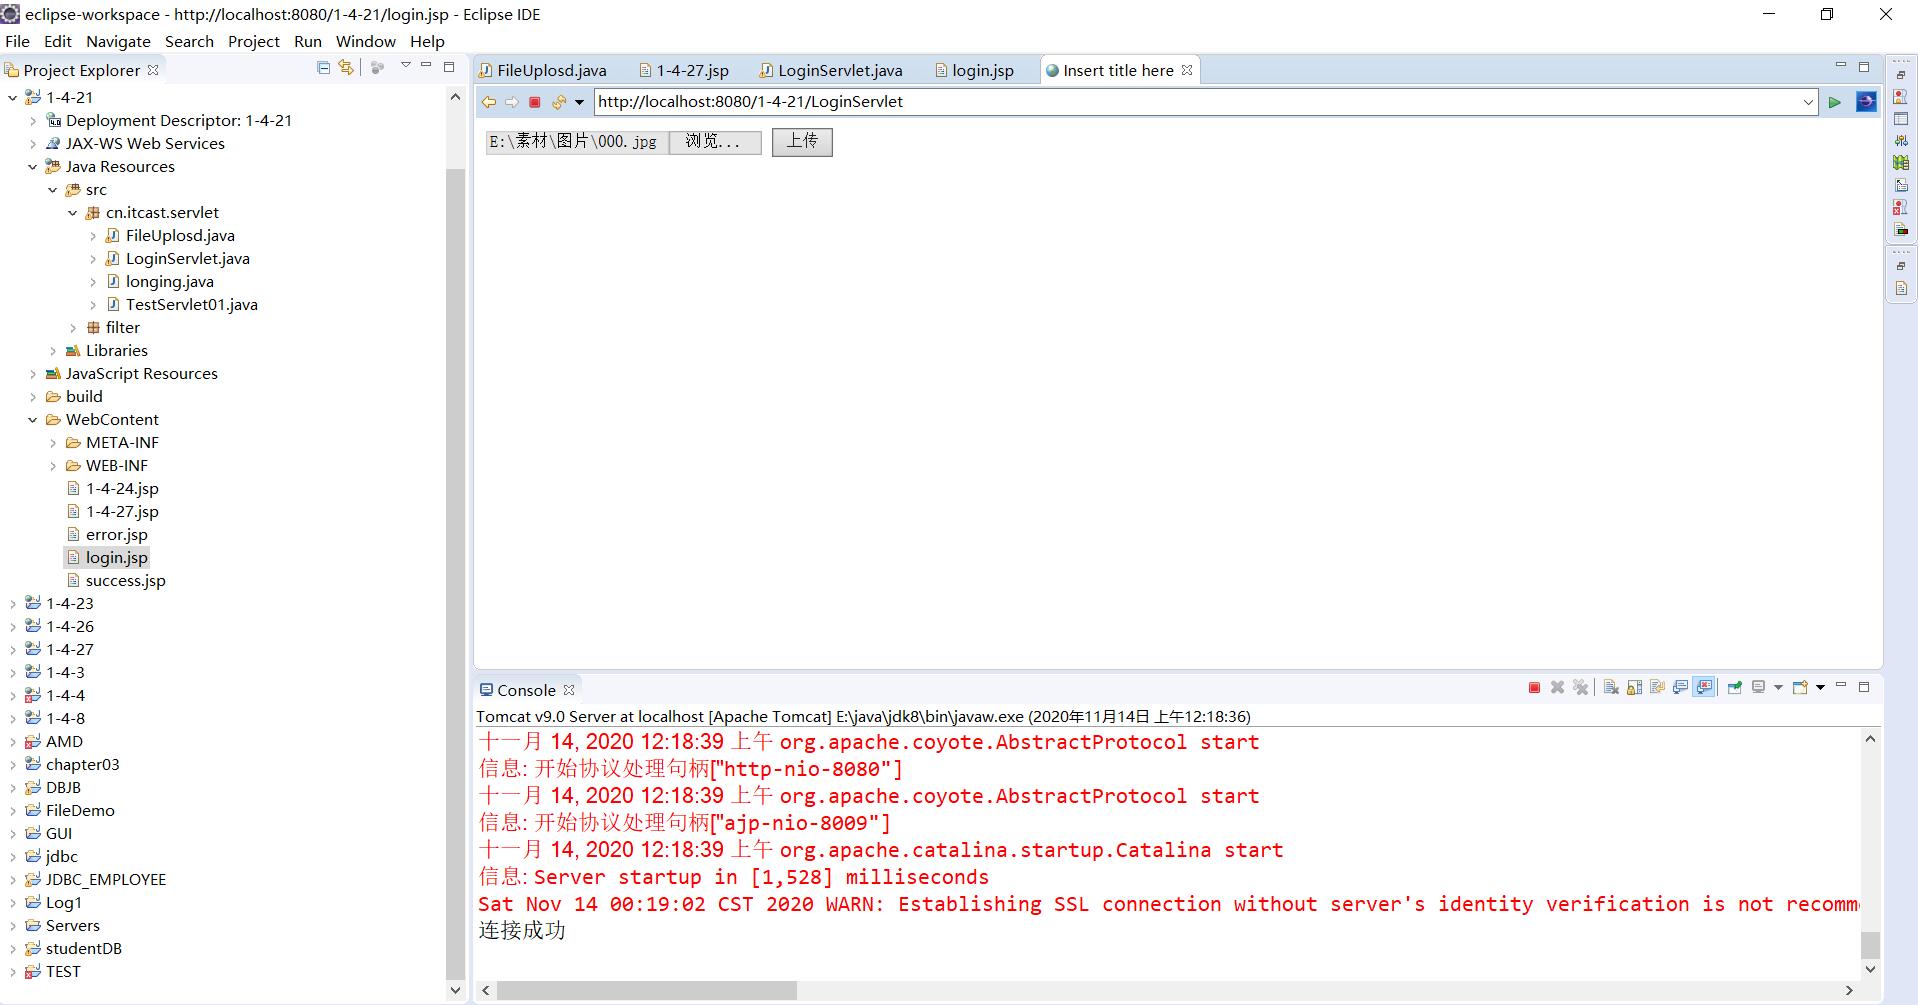 eclipse-workspace - http://localhost:8080/1-4-21/login.jsp - Eclipse IDE
File Edit Navigate Search Project Run Window Help
Project Explorer
1-4-21
Deployment Descriptor: 1-4-21
JAX-WS Web Services
Java Resources
src
cn.itcast.servlet
FileUplosd.java
LoginServlet.java
longing.java
TestServlet01.java
filter
Libraries
JavaScript Resources
build
WebContent
META-INF
WEB-INF
1-4-24.jsp
1-4-27.jsp
error.jsp
login.jsp
success.jsp
1-4-23
1-4-26
1-4-27
1-4-3
1-4-4
1-4-8
AMD
chapter03
DBJB
FileDemo
GUI
jdbc
JDBC_EMPLOYEE
Log1
Servers
studentDB
TEST
FileUplosd.java 1-4-27.jsp LoginServlet.java login.jsp Insert title here
http://localhost:8080/1-4-21/LoginServlet
E:\素材\图片\000.jpg 浏览... 上传
Console
Tomcat v9.0 Server at localhost [Apache Tomcat] E:\java\jdk8\bin\javaw.exe (2020年11月14日 上午12:18:36)
十一月 14, 2020 12:18:39 上午 org.apache.coyote.AbstractProtocol start
信息: 开始协议处理句柄["http-nio-8080"]
十一月 14, 2020 12:18:39 上午 org.apache.coyote.AbstractProtocol start
信息: 开始协议处理句柄["ajp-nio-8009"]
十一月 14, 2020 12:18:39 上午 org.apache.catalina.startup.Catalina start
信息: Server startup in [1,528] milliseconds
Sat Nov 14 00:19:02 CST 2020 WARN: Establishing SSL connection without server's identity verification is not recomm
连接成功